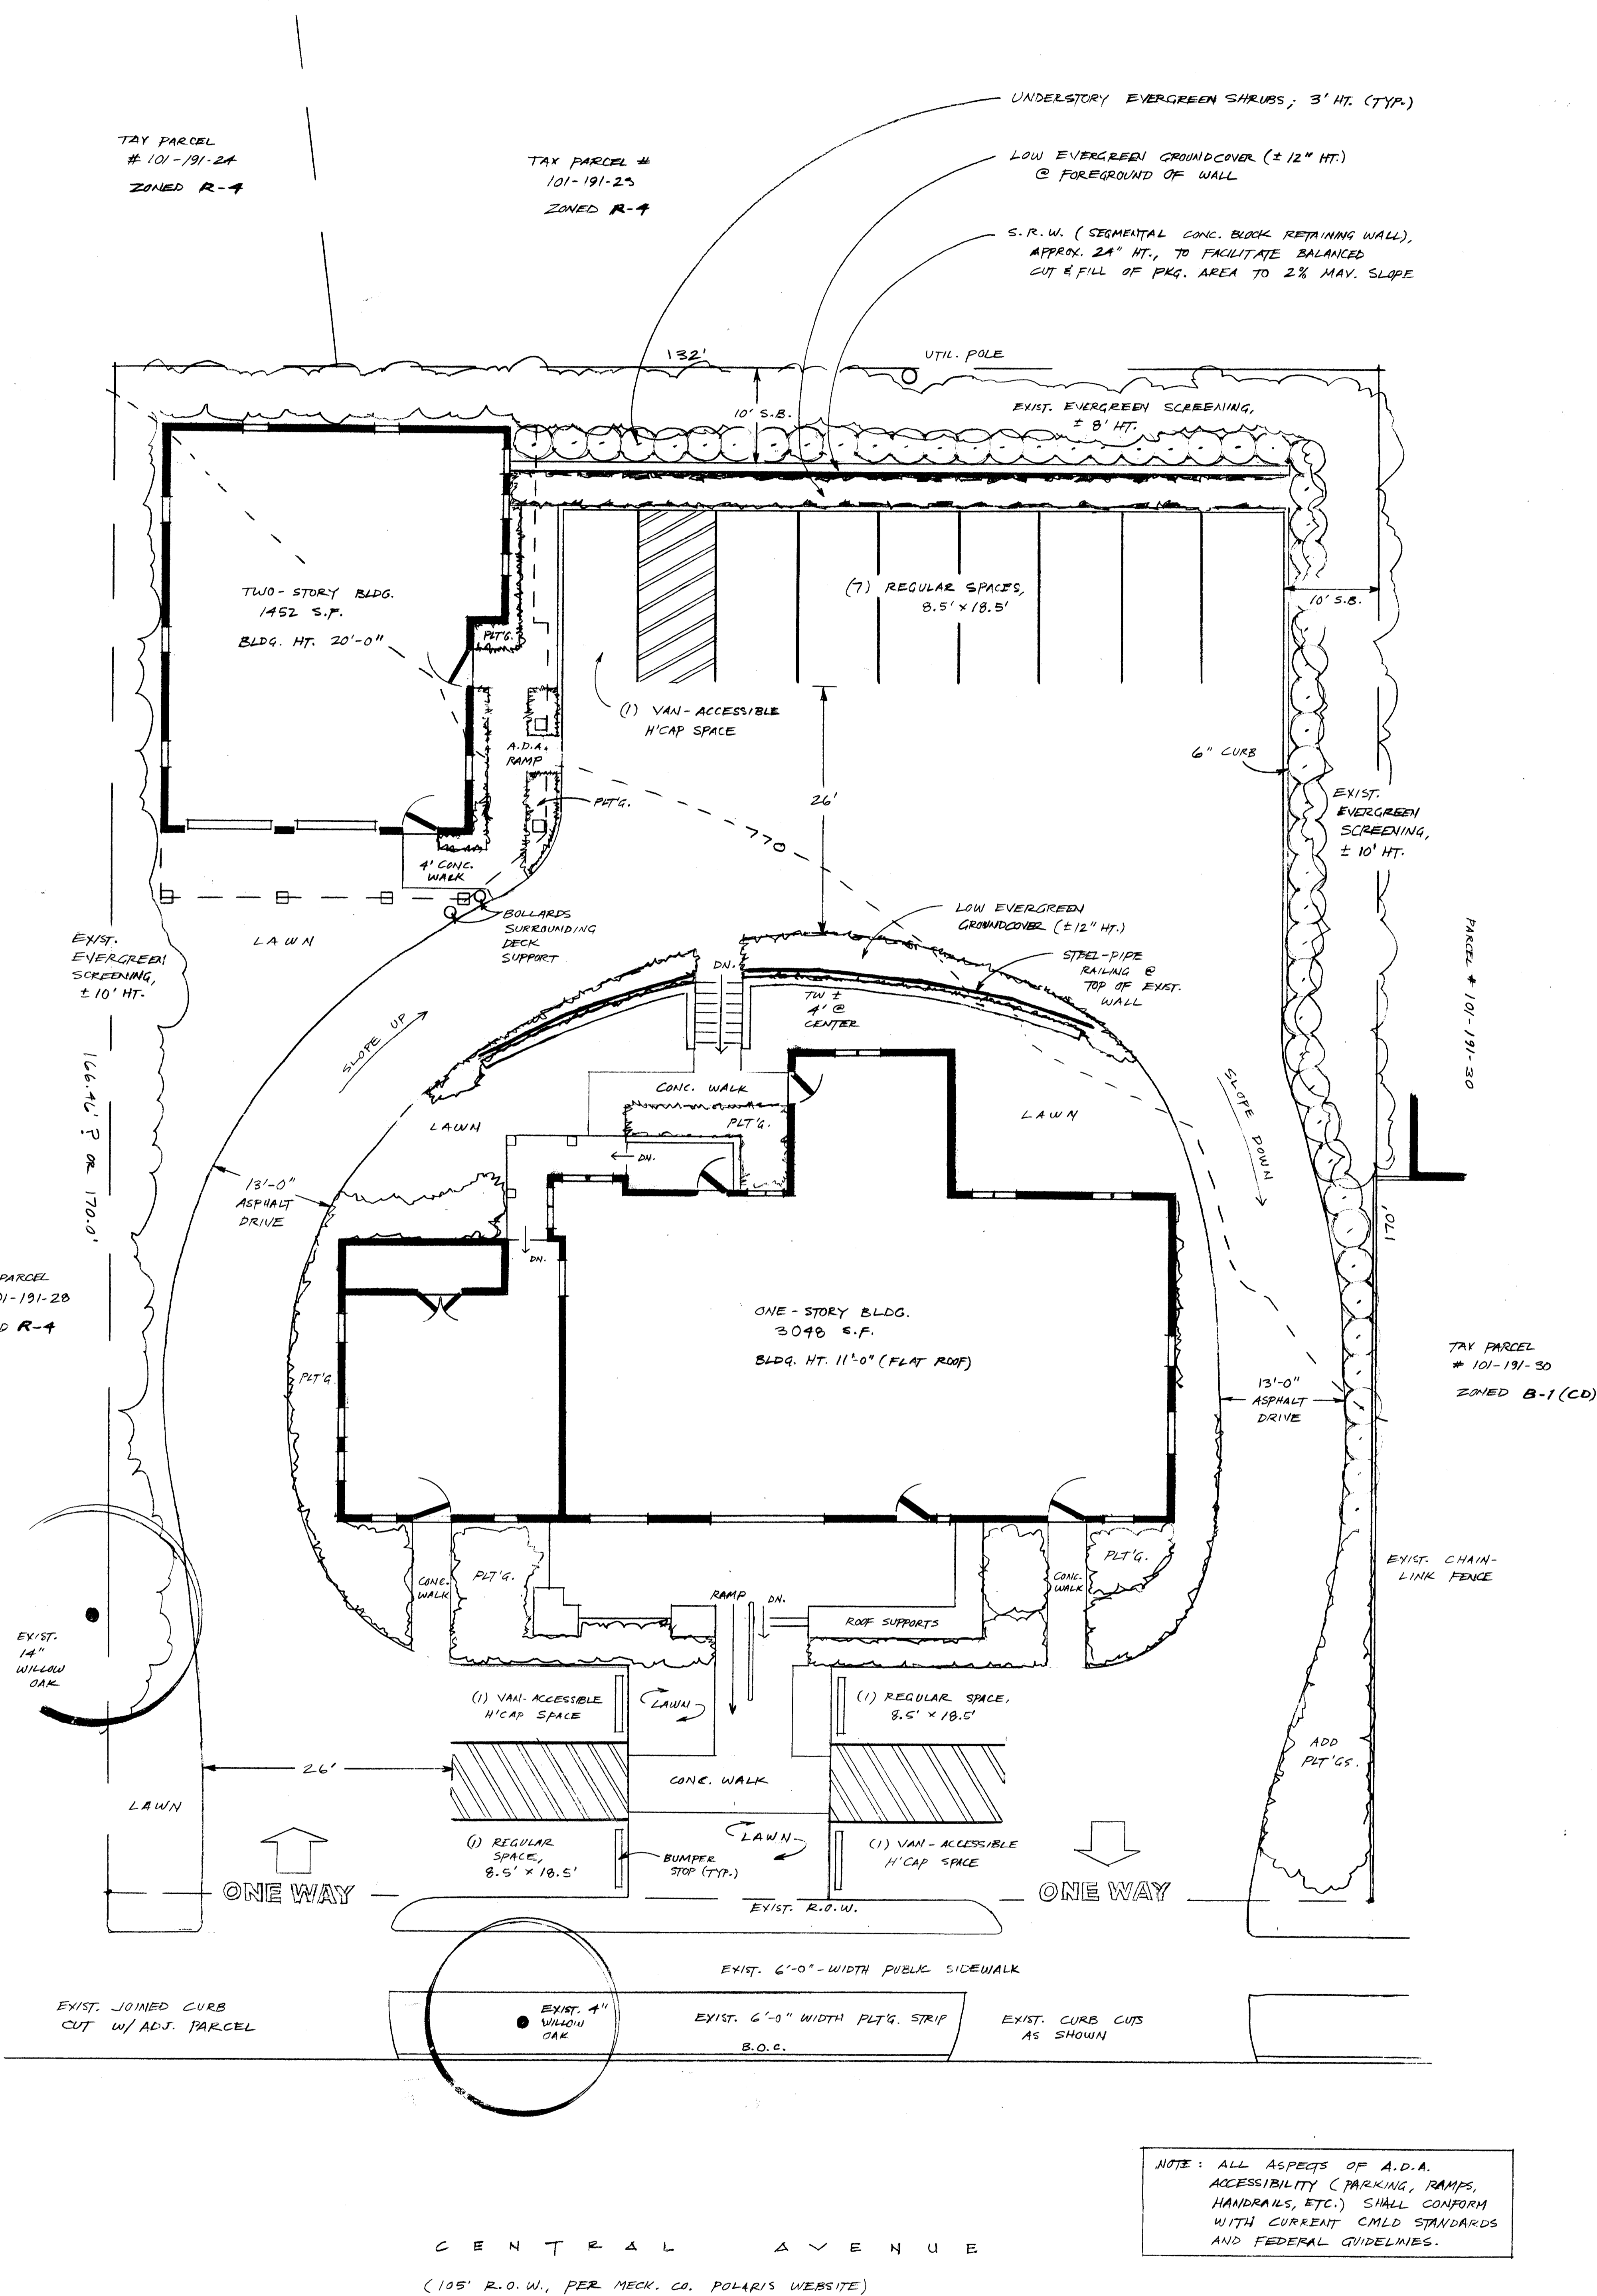 UNDERSTORY EVERGREEN SHRUBS; 3' HT. (TYP.)
TAX PARCEL
# 101-191-24
ZONED R-4
TAX PARCEL #
101-191-23
ZONED R-4
LOW EVERGREEN GROUNDCOVER (± 12" HT.)
@ FOREGROUND OF WALL
S.R.W. (SEGMENTAL CONC. BLOCK RETAINING WALL),
APPROX. 24" HT., TO FACILITATE BALANCED
CUT & FILL OF PKG. AREA TO 2% MAX. SLOPE
132'
UTIL. POLE
10' S.B.
EXIST. EVERGREEN SCREENING,
± 8' HT.
TWO-STORY BLDG.
1452 S.F.
BLDG. HT. 20'-0"
PLT'G.
(7) REGULAR SPACES,
8.5' X 18.5'
10' S.B.
(1) VAN-ACCESSIBLE
H'CAP SPACE
A.D.A.
RAMP
6" CURB
PLT'G.
26'
770
EXIST.
EVERGREEN
SCREENING,
± 10' HT.
4' CONC.
WALK
BOLLARDS
SURROUNDING
DECK
SUPPORT
LAWN
EXIST.
EVERGREEN
SCREENING,
± 10' HT.
LOW EVERGREEN
GROUNDCOVER (±12" HT.)
STEEL-PIPE
RAILING @
TOP OF EXIST.
WALL
PARCEL # 101-191-30
DN.
TW ±
4' @
CENTER
SLOPE UP
166.46' ? OR 170.0'
CONC. WALK
PLT'G.
LAWN
LAWN
SLOPE DOWN
DN.
13'-0"
ASPHALT
DRIVE
DN.
170'
PARCEL
01-191-28
D R-4
ONE-STORY BLDG.
3048 S.F.
BLDG. HT. 11'-0" (FLAT ROOF)
PLT'G.
13'-0"
ASPHALT
DRIVE
TAX PARCEL
# 101-191-30
ZONED B-1 (CD)
EXIST. CHAIN-
LINK FENCE
CONC.
WALK
PLT'G.
RAMP
DN.
ROOF SUPPORTS
CONC.
WALK
PLT'G.
EXIST.
14"
WILLOW
OAK
(1) VAN-ACCESSIBLE
H'CAP SPACE
LAWN
(1) REGULAR SPACE,
8.5' X 18.5'
ADD
PLT'GS.
26'
CONC. WALK
LAWN
(1) REGULAR
SPACE,
8.5' X 18.5'
BUMPER
STOP (TYP.)
LAWN
(1) VAN-ACCESSIBLE
H'CAP SPACE
ONE WAY
ONE WAY
EXIST. R.O.W.
EXIST. 6'-0"-WIDTH PUBLIC SIDEWALK
EXIST. JOINED CURB
CUT W/ ADJ. PARCEL
EXIST. 4"
WILLOW
OAK
EXIST. 6'-0" WIDTH PLT'G. STRIP
B.O.C.
EXIST. CURB CUTS
AS SHOWN
NOTE: ALL ASPECTS OF A.D.A.
ACCESSIBILITY (PARKING, RAMPS,
HANDRAILS, ETC.) SHALL CONFORM
WITH CURRENT CMLD STANDARDS
AND FEDERAL GUIDELINES.
CENTRAL AVENUE
(105' R.O.W., PER MECK. CO. POLARIS WEBSITE)